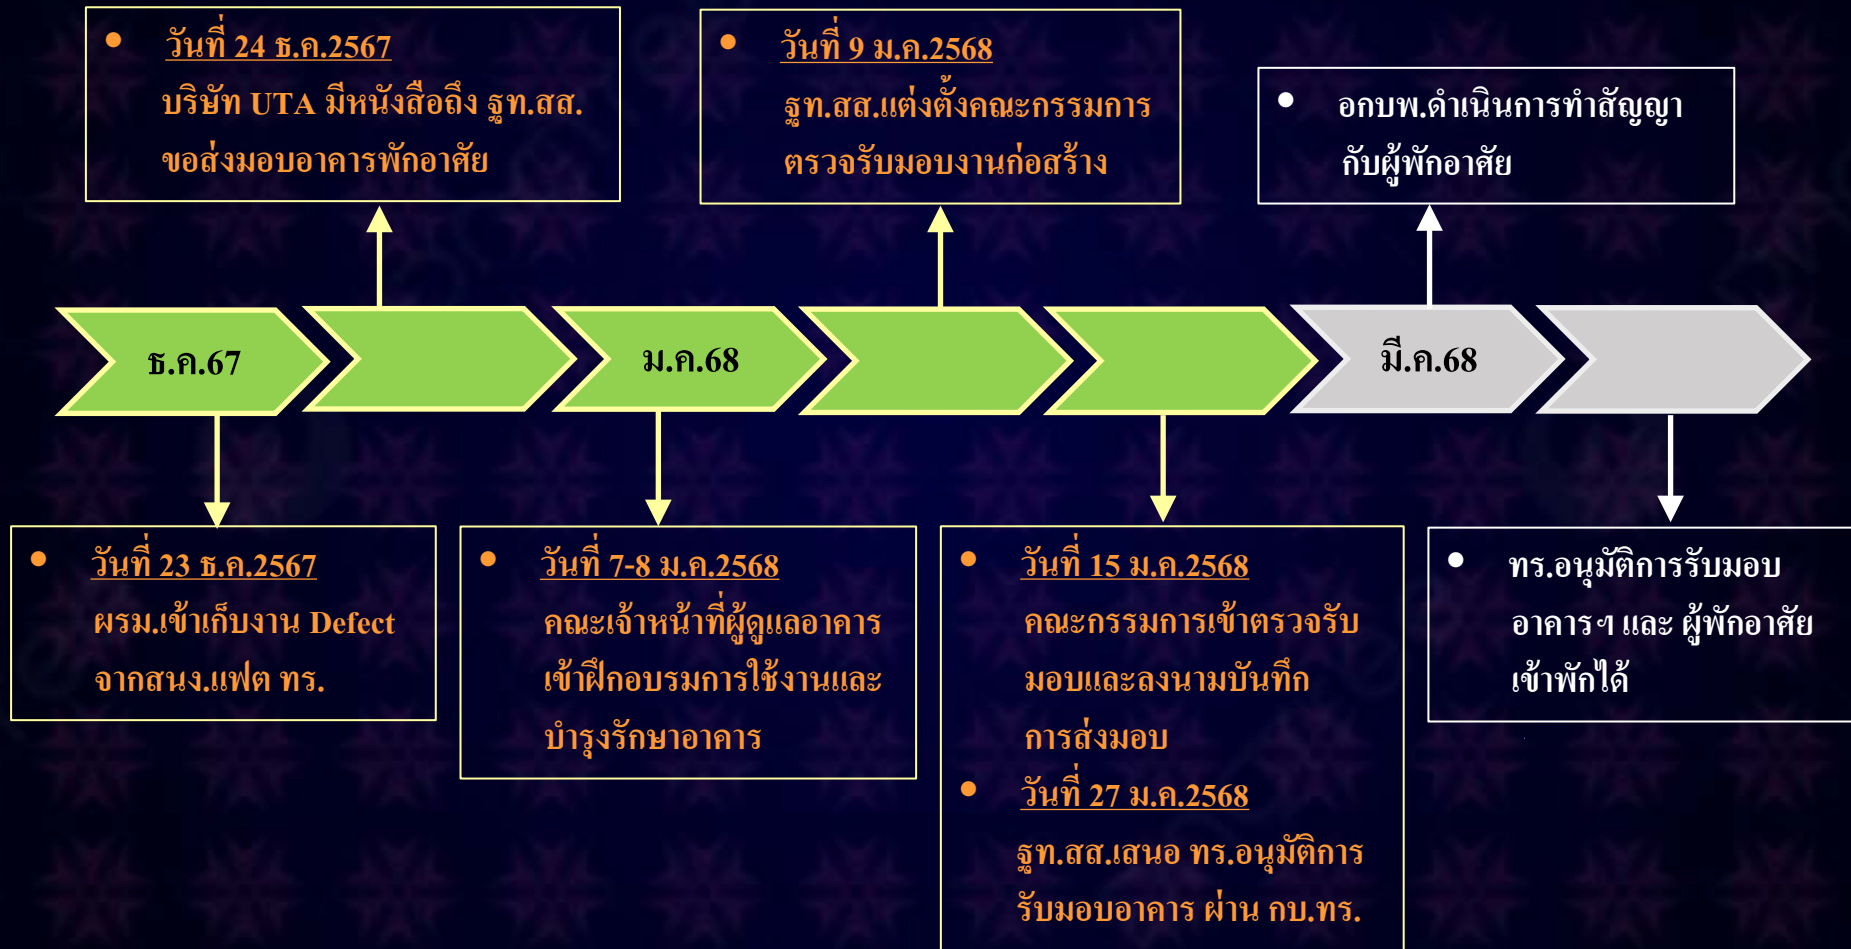 วันที่ 24 ธ.ค.2567
บริษัท UTA มีหนังสือถึง ฐท.สส.
ขอส่งมอบอาคารพักอาศัย
วันที่ 9 ม.ค.2568
ฐท.สส.แต่งตั้งคณะกรรมการ
ตรวจรับมอบงานก่อสร้าง
อกบพ.ดำเนินการทำสัญญา
กับผู้พักอาศัย
ธ.ค.67
ม.ค.68
มี.ค.68
วันที่ 23 ธ.ค.2567
ผรม.เข้าเก็บงาน Defect
จากสนง.แฟต ทร.
วันที่ 7-8 ม.ค.2568
คณะเจ้าหน้าที่ผู้ดูแลอาคาร
เข้าฝึกอบรมการใช้งานและ
บำรุงรักษาอาคาร
วันที่ 15 ม.ค.2568
คณะกรรมการเข้าตรวจรับ
มอบและลงนามบันทึก
การส่งมอบ
วันที่ 27 ม.ค.2568
ฐท.สส.เสนอ ทร.อนุมัติการ
รับมอบอาคาร ผ่าน กบ.ทร.
ทร.อนุมัติการรับมอบ
อาคารฯ และ ผู้พักอาศัย
เข้าพักได้